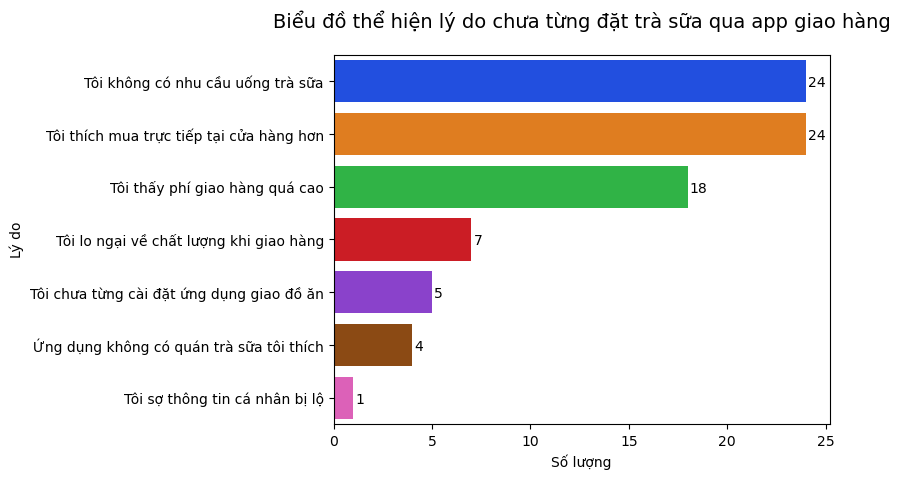 Biểu đồ thể hiện lý do chưa từng đặt trà sữa qua app giao hàng
Lý do
Tôi không có nhu cầu uống trà sữa 24
Tôi thích mua trực tiếp tại cửa hàng hơn 24
Tôi thấy phí giao hàng quá cao 18
Tôi lo ngại về chất lượng khi giao hàng 7
Tôi chưa từng cài đặt ứng dụng giao đồ ăn 5
Ứng dụng không có quán trà sữa tôi thích 4
Tôi sợ thông tin cá nhân bị lộ 1
0 5 10 15 20 25
Số lượng